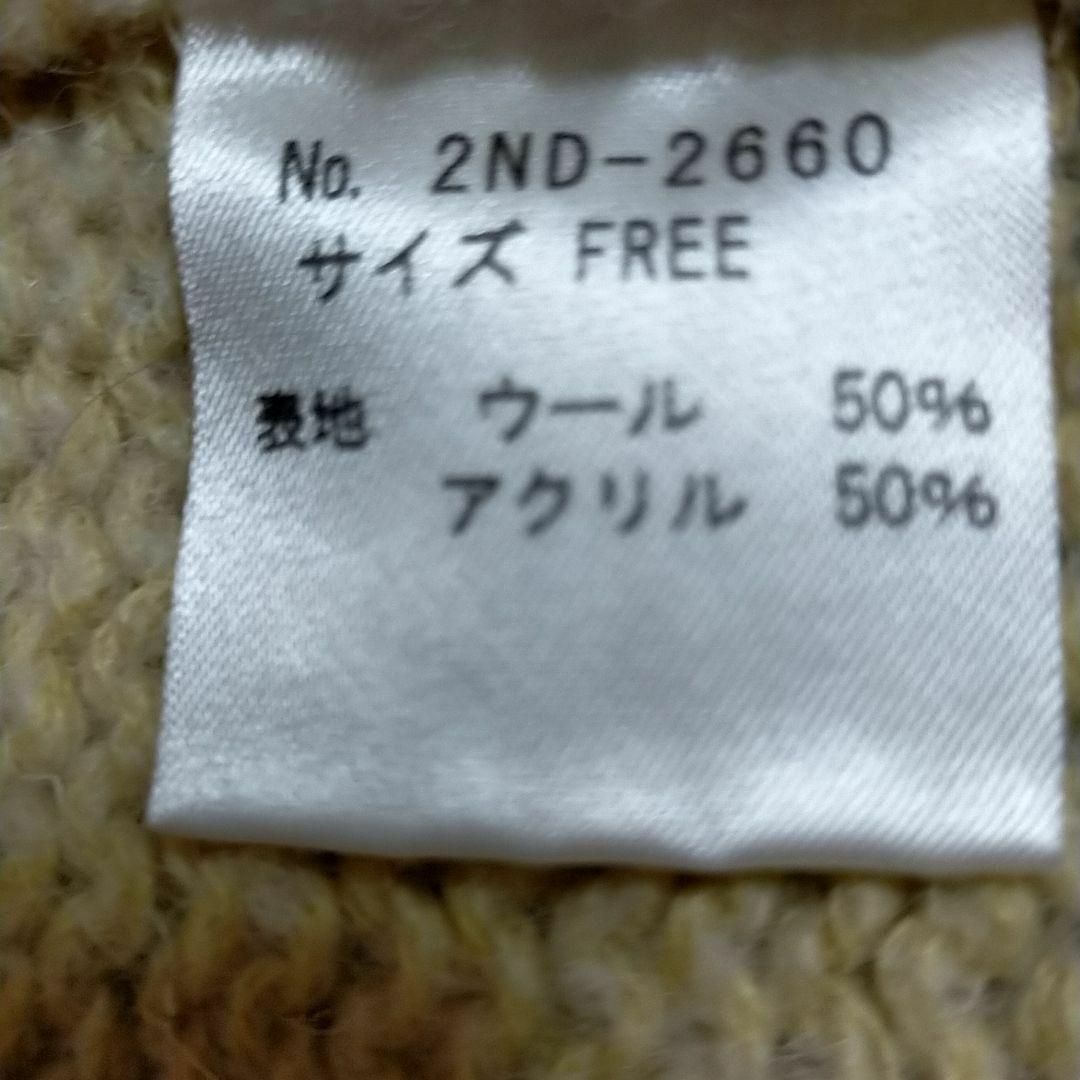 No. 2ND-2660
サイズ FREE
表地 ウール 50%
アクリル 50%